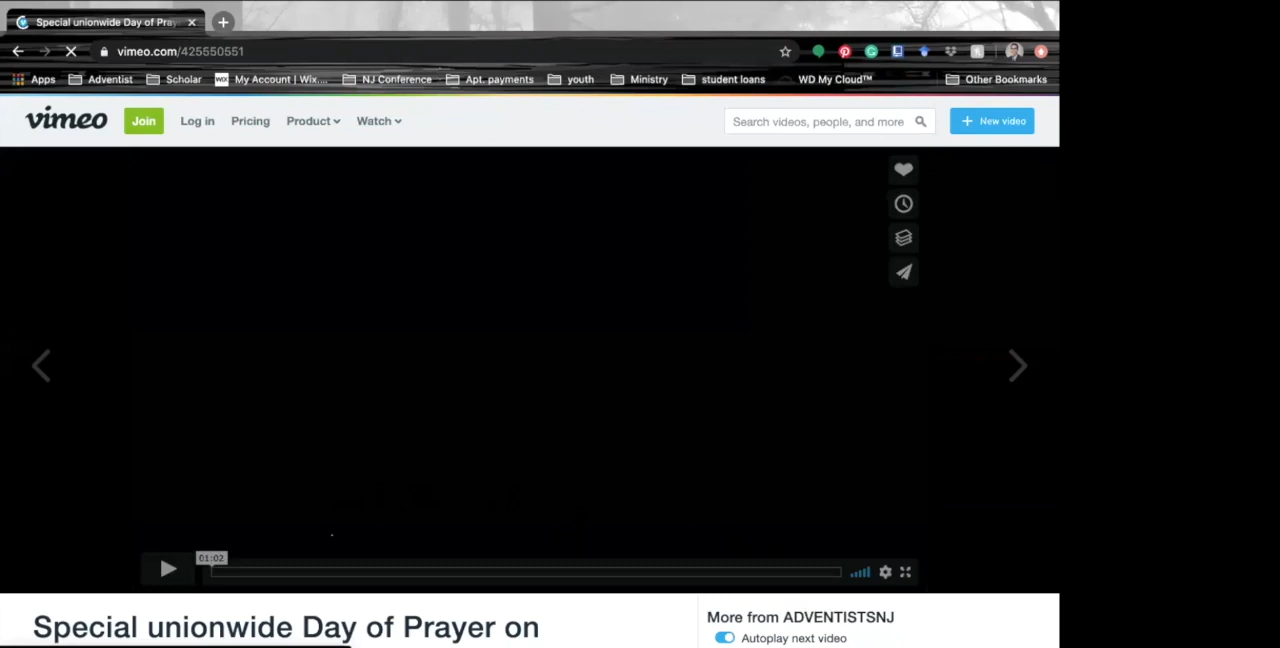 Special unionwide Day of Pray
vimeo.com/425550551
Apps Adventist Scholar WIX My Account | Wix.... NJ Conference Apt. payments youth Ministry student loans WD My Cloud™ Other Bookmarks
vimeo Join Log in Pricing Product Watch Search videos, people, and more New video
01:02
Special unionwide Day of Prayer on
More from ADVENTISTSNJ
Autoplay next video